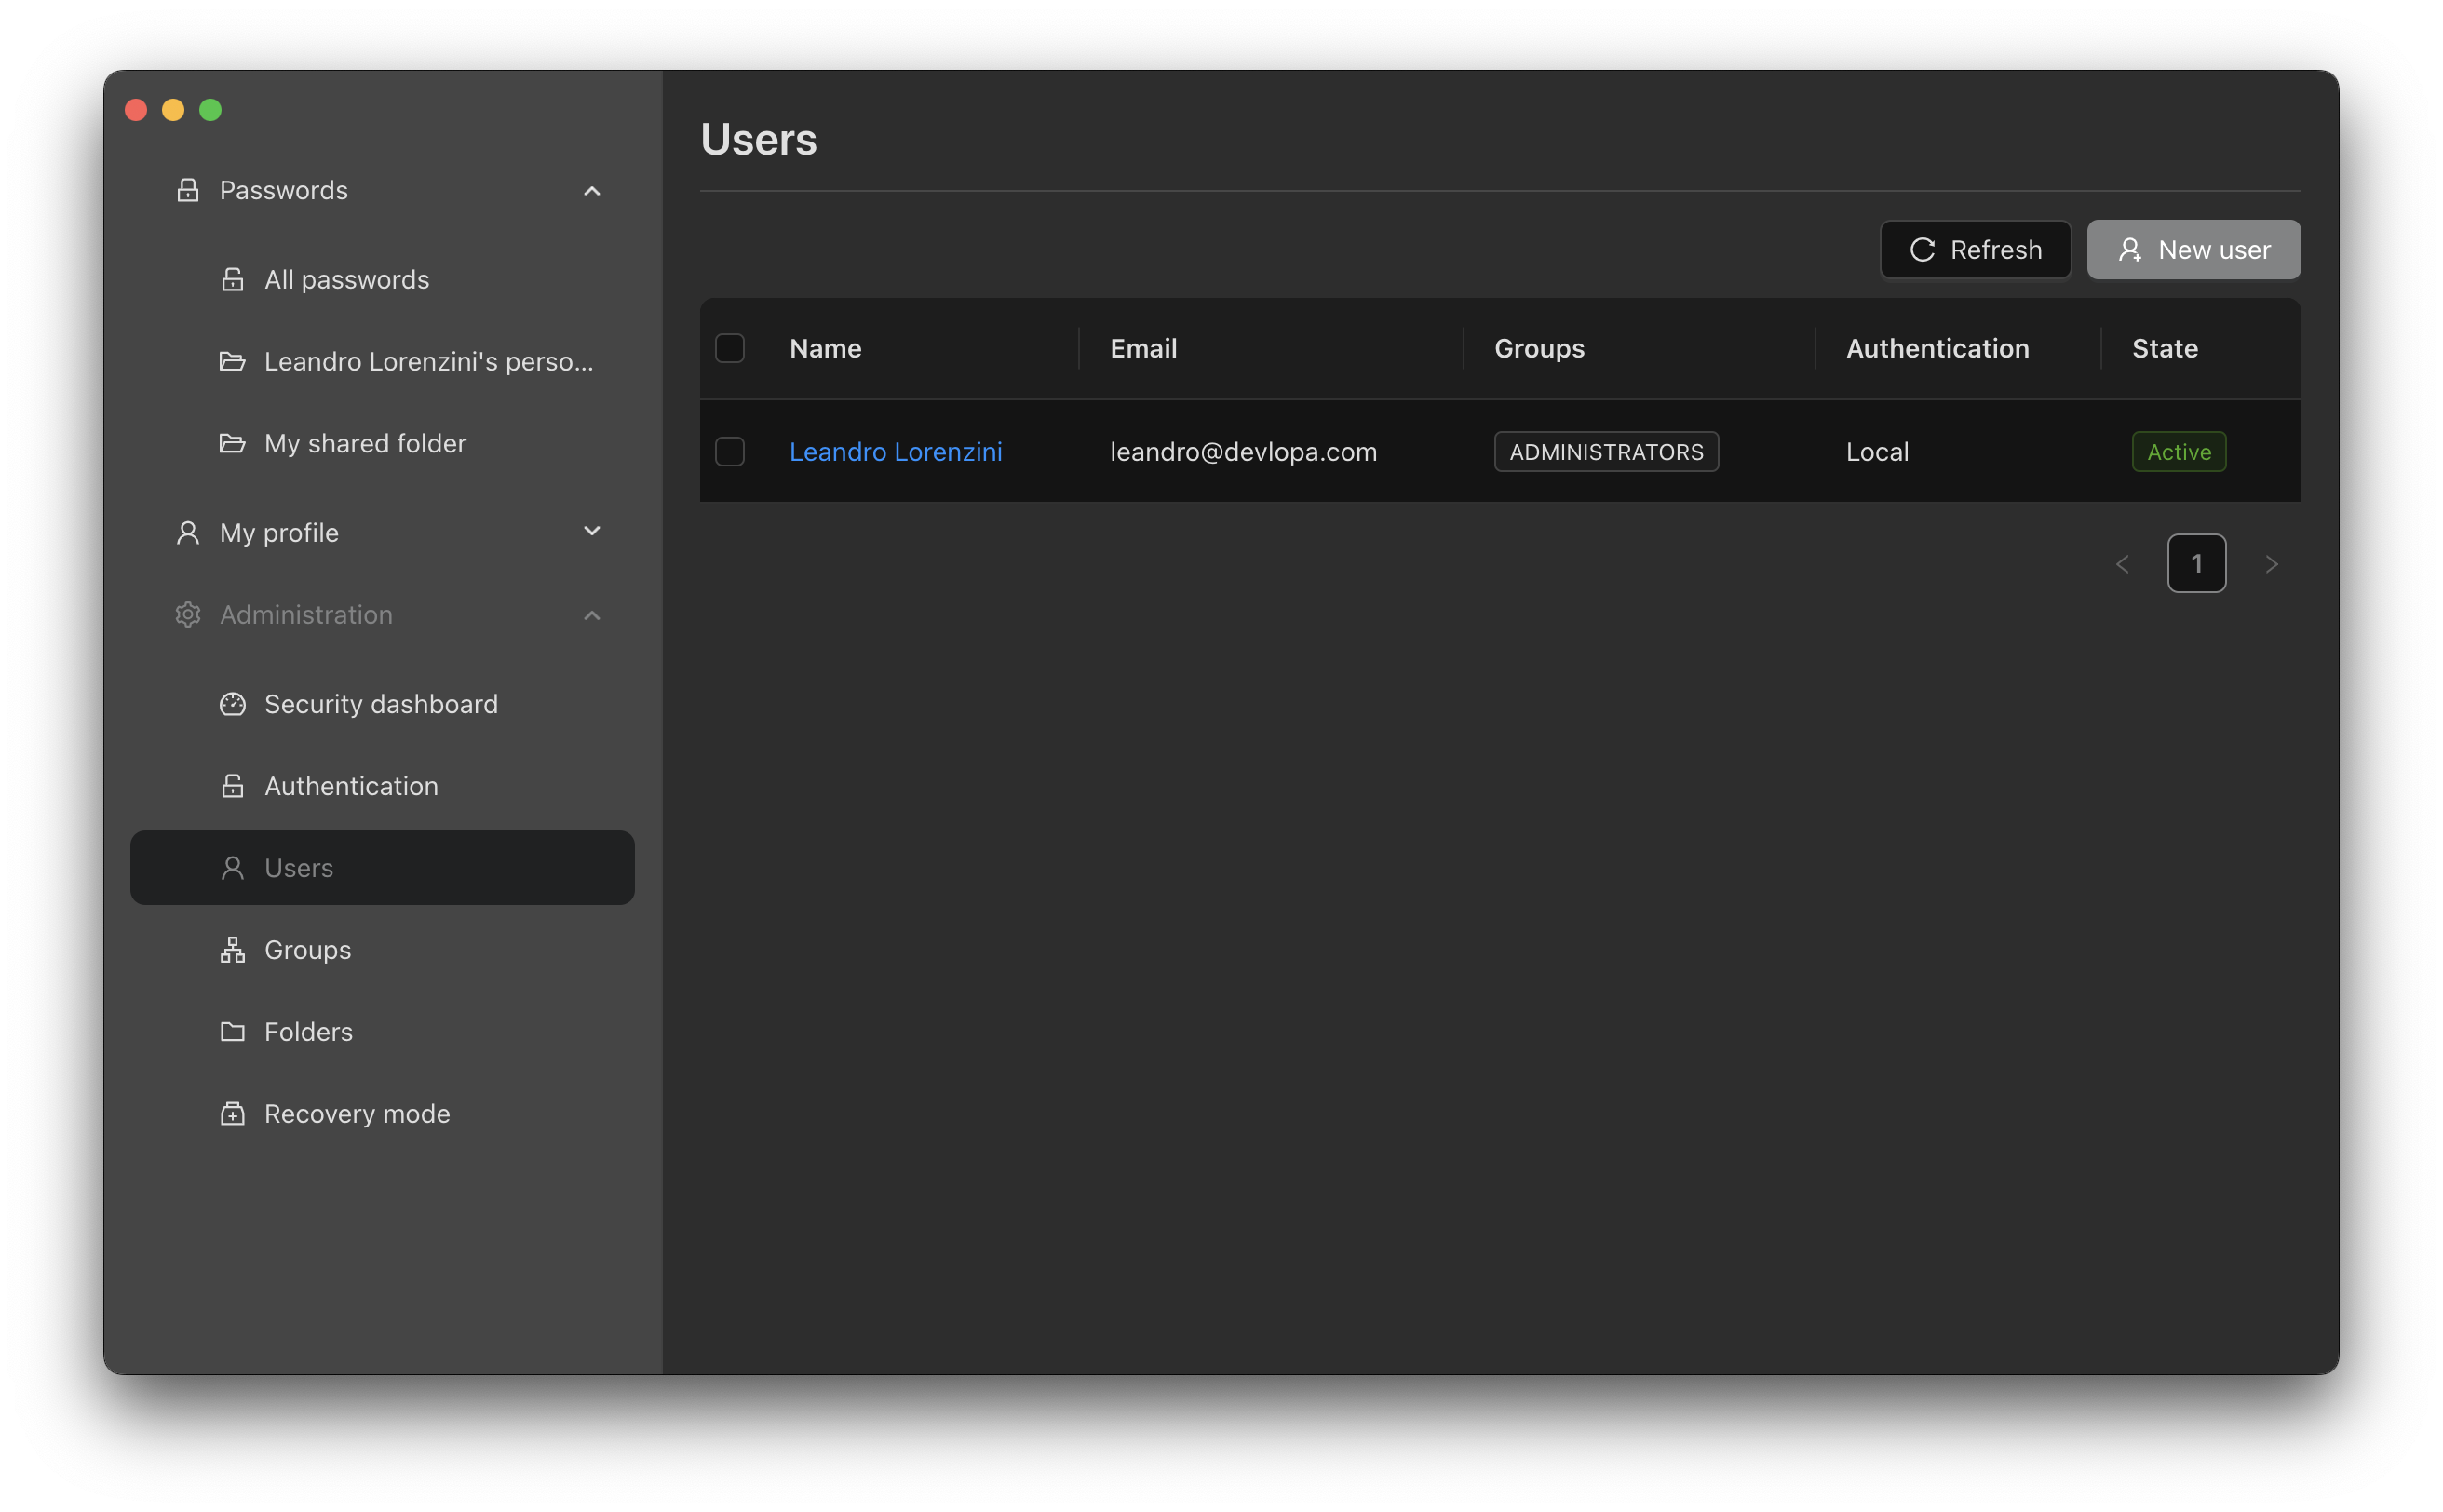 Passwords
All passwords
Leandro Lorenzini's perso...
My shared folder
My profile
Administration
Security dashboard
Authentication
Users
Groups
Folders
Recovery mode
Users
Refresh New user
Name Email Groups Authentication State
Leandro Lorenzini leandro@devlopa.com ADMINISTRATORS Local Active
1